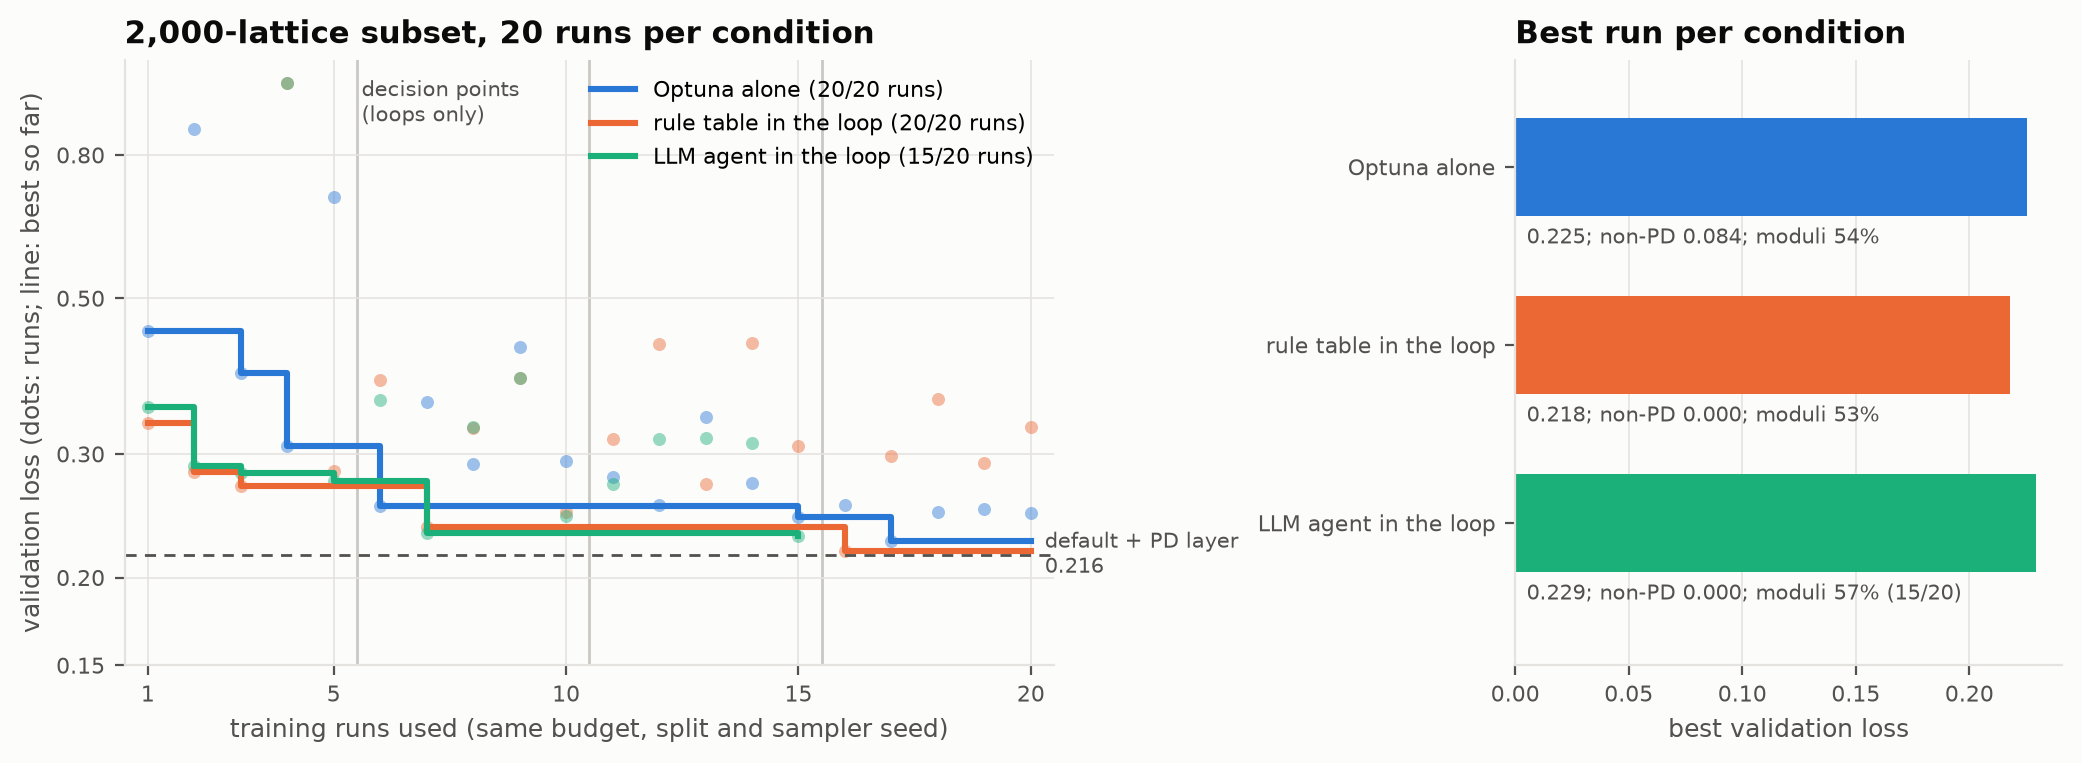 2,000-lattice subset, 20 runs per condition
validation loss (dots: runs; line: best so far)
0.80
0.50
0.30
0.20
0.15
decision points
(loops only)
Optuna alone (20/20 runs)
rule table in the loop (20/20 runs)
LLM agent in the loop (15/20 runs)
default + PD layer
0.216
1
5
10
15
20
training runs used (same budget, split and sampler seed)
Best run per condition
Optuna alone
0.225; non-PD 0.084; moduli 54%
rule table in the loop
0.218; non-PD 0.000; moduli 53%
LLM agent in the loop
0.229; non-PD 0.000; moduli 57% (15/20)
0.00
0.05
0.10
0.15
0.20
best validation loss